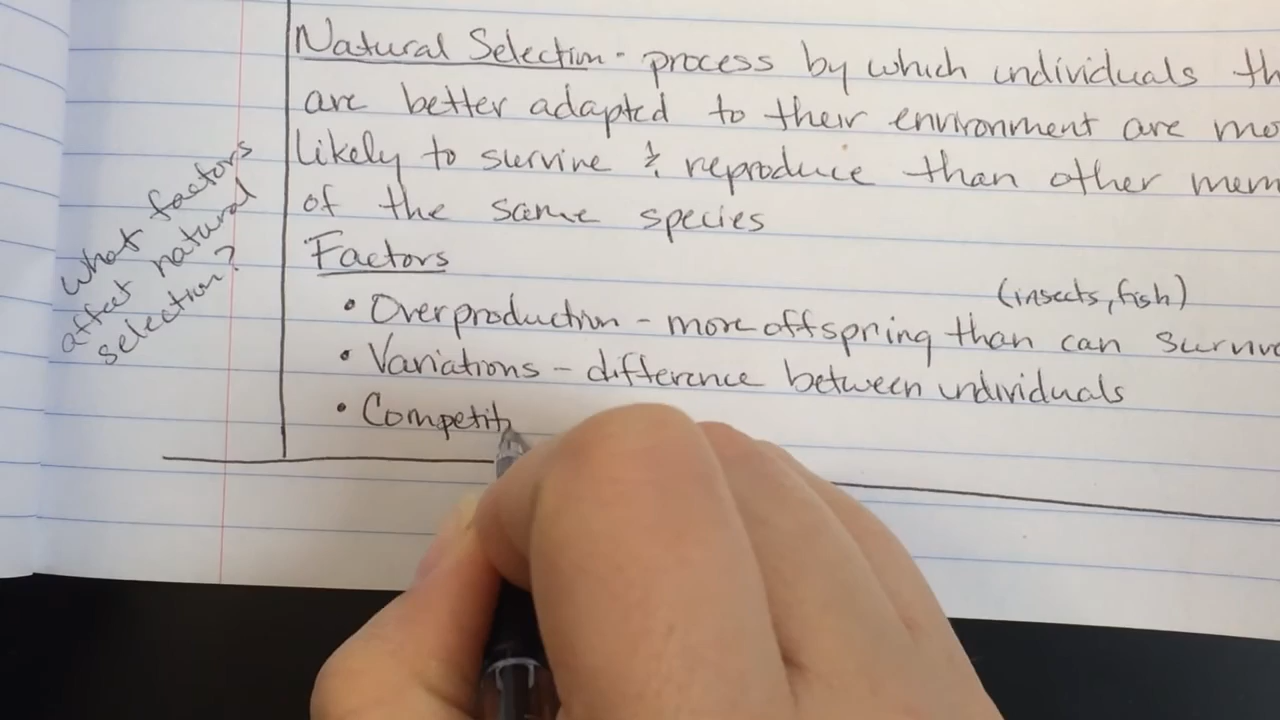 Natural Selection - process by which individuals th
are better adapted to their environment are mo
likely to survive & reproduce than other mem
of the same species
What factors
affect natural
selection?
Factors
(insects, fish)
• Overproduction - more offspring than can surviv
• Variations - difference between individuals
• Competiti